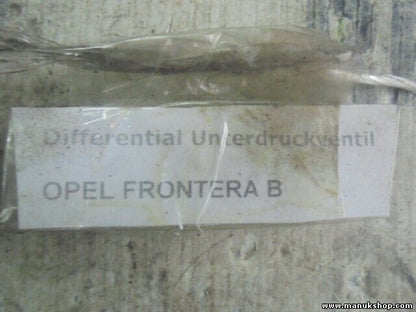 Differential Unterdruckventil
OPEL FRONTERA B
www.manukshop.com